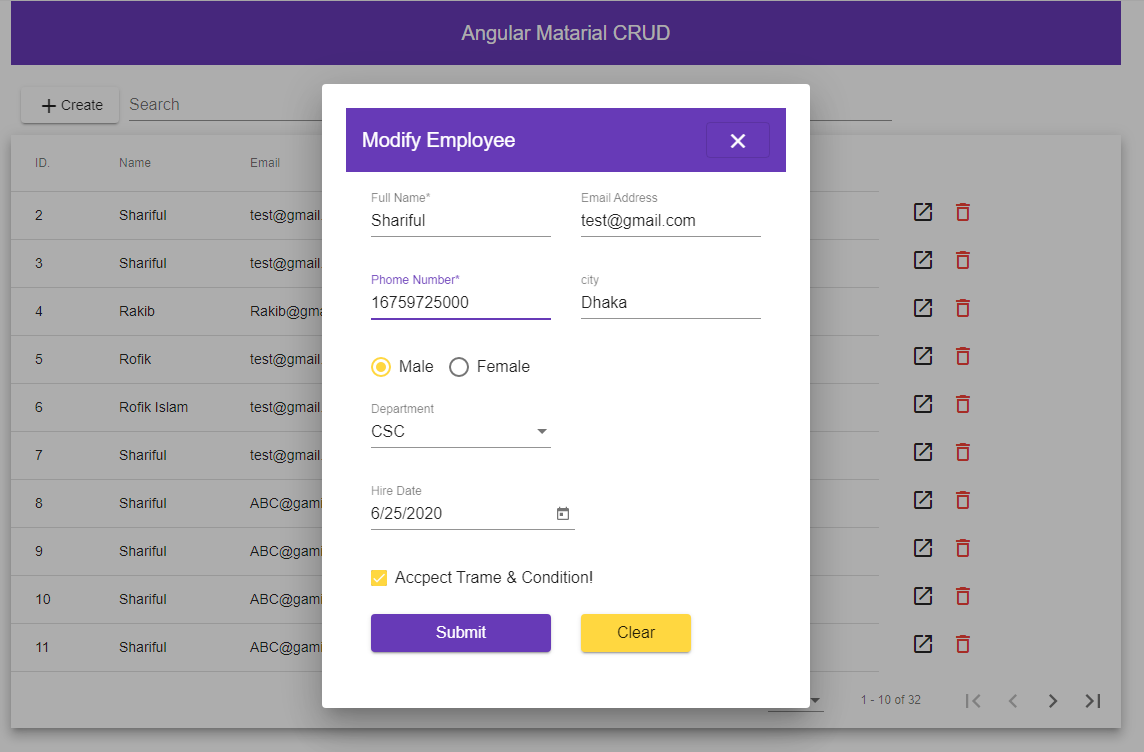 Angular Matarial CRUD
Create Search
Modify Employee
Full Name* Email Address
Shariful test@gmail.com
Phome Number* city
16759725000 Dhaka
Male Female
Department
CSC
Hire Date
6/25/2020
Accpect Trame & Condition!
Submit Clear
ID. Name Email
2 Shariful test@gmail.
3 Shariful test@gmail.
4 Rakib Rakib@gma
5 Rofik test@gmail.
6 Rofik Islam test@gmail.
7 Shariful test@gmail.
8 Shariful ABC@gami
9 Shariful ABC@gami
10 Shariful ABC@gami
11 Shariful ABC@gami
1 - 10 of 32